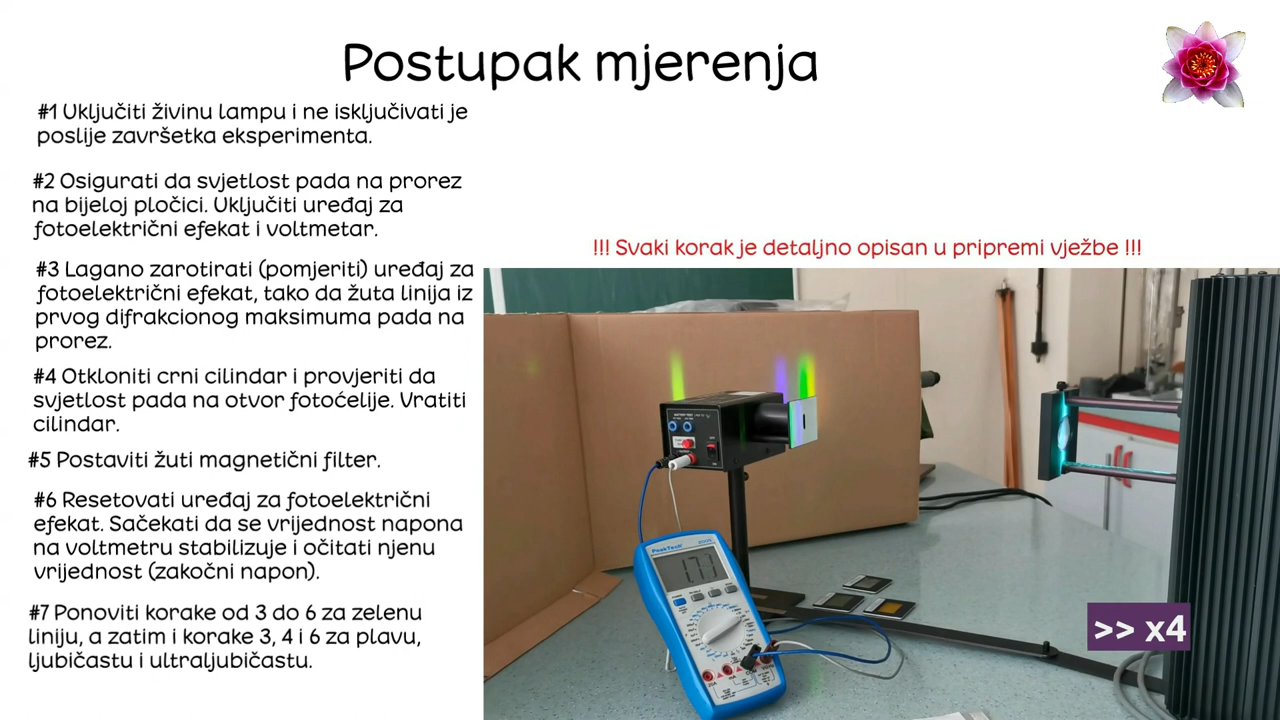 Postupak mjerenja
#1 Uključiti živinu lampu i ne isključivati je
poslije završetka eksperimenta.
#2 Osigurati da svjetlost pada na prorez
na bijeloj pločici. Uključiti uređaj za
fotoelektrični efekat i voltmetar.
#3 Lagano zarotirati (pomjeriti) uređaj za
fotoelektrični efekat, tako da žuta linija iz
prvog difrakcionog maksimuma pada na
prorez.
#4 Otkloniti crni cilindar i provjeriti da
svjetlost pada na otvor fotoćelije. Vratiti
cilindar.
#5 Postaviti žuti magnetični filter.
#6 Resetovati uređaj za fotoelektrični
efekat. Sačekati da se vrijednost napona
na voltmetru stabilizuje i očitati njenu
vrijednost (zakočni napon).
#7 Ponoviti korake od 3 do 6 za zelenu
liniju, a zatim i korake 3, 4 i 6 za plavu,
ljubičastu i ultraljubičastu.
!!! Svaki korak je detaljno opisan u pripremi vježbe !!!
PeakTech
>> x4